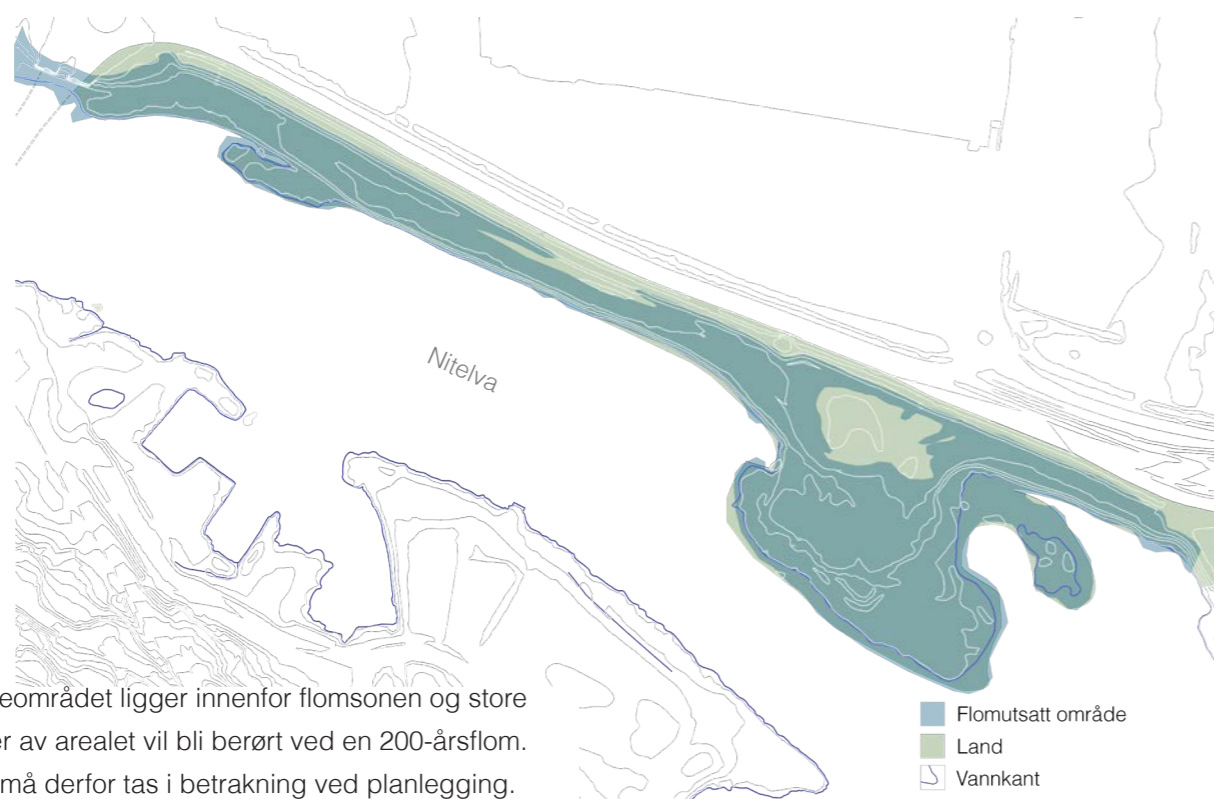 Nitelva
eområdet ligger innenfor flomsonen og store
er av arealet vil bli berørt ved en 200-årsflom.
må derfor tas i betrakning ved planlegging.
Flomutsatt område
Land
Vannkant